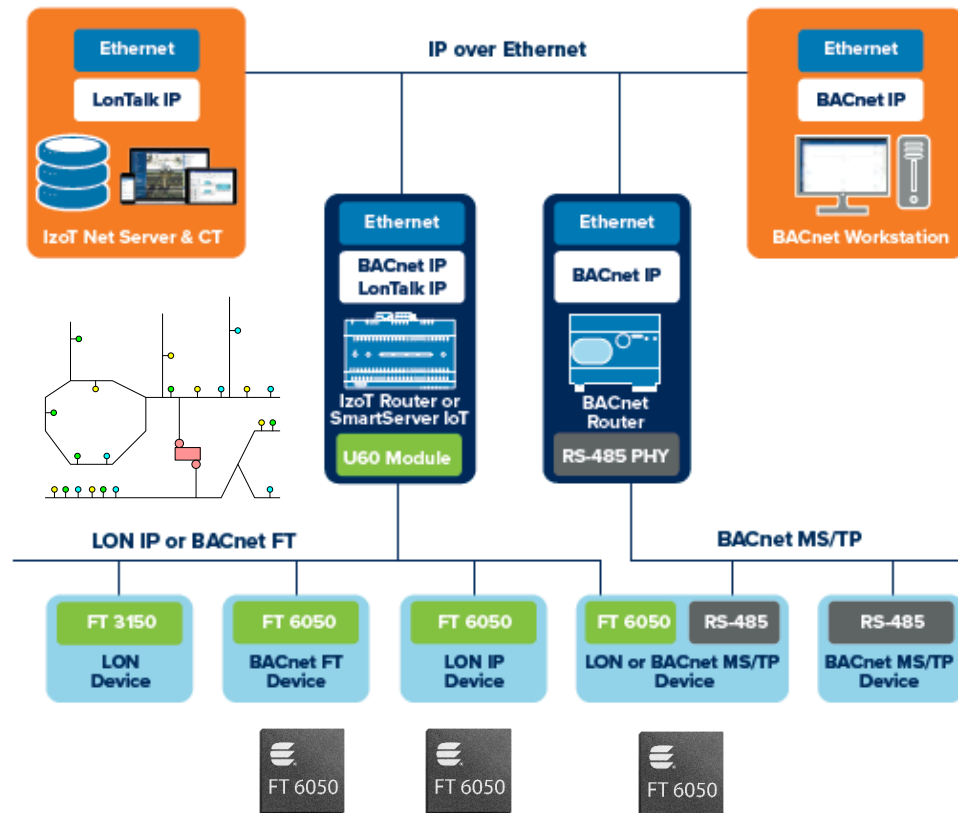 IP over Ethernet
Ethernet
LonTalk IP
IzoT Net Server & CT
Ethernet
BACnet IP
BACnet Workstation
Ethernet
BACnet IP
LonTalk IP
IzoT Router or
SmartServer IoT
U60 Module
Ethernet
BACnet IP
BACnet
Router
RS-485 PHY
LON IP or BACnet FT
BACnet MS/TP
FT 3150
LON
Device
FT 6050
BACnet FT
Device
FT 6050
LON IP
Device
FT 6050
RS-485
LON or BACnet MS/TP
Device
RS-485
BACnet MS/TP
Device
FT 6050
FT 6050
FT 6050